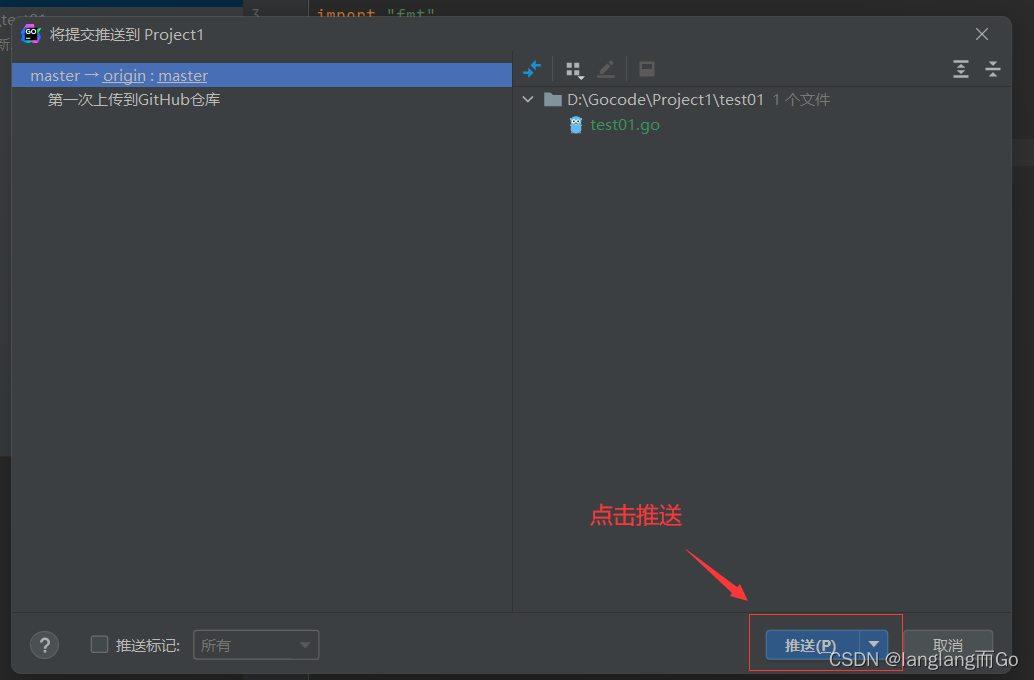 3 import "fmt"
将提交推送到 Project1
master → origin : master
第一次上传到GitHub仓库
D:\Gocode\Project1\test01 1 个文件
test01.go
点击推送
? 推送标记: 所有 推送(P) 取消
CSDN @langlang而Go